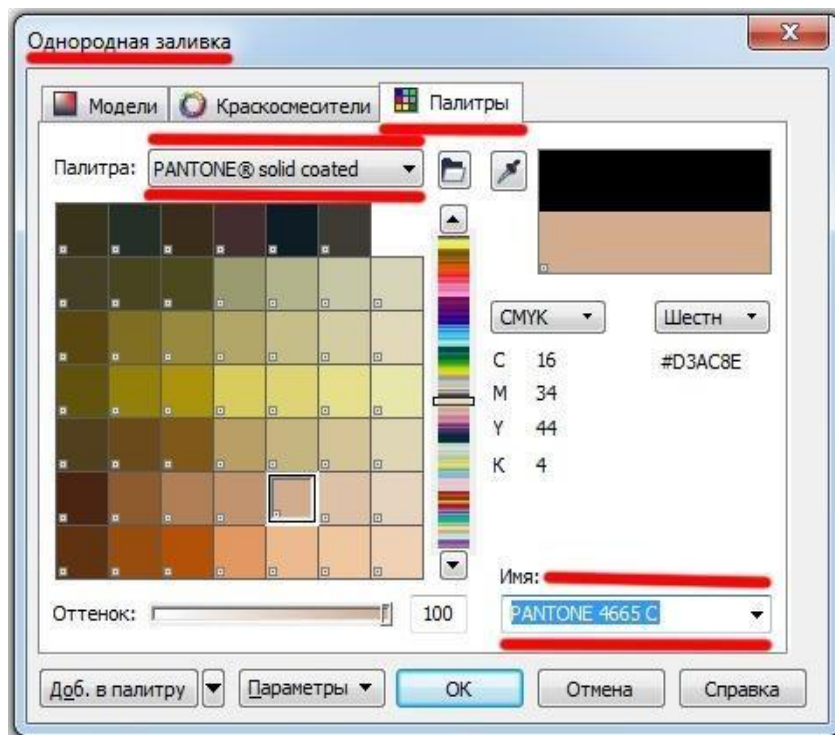 Однородная заливка
Модели Краскосмесители Палитры
Палитра: PANTONE® solid coated
CMYK Шестн
C 16 #D3AC8E
M 34
Y 44
K 4
Имя:
Оттенок: 100 PANTONE 4665 C
Доб. в палитру Параметры OK Отмена Справка